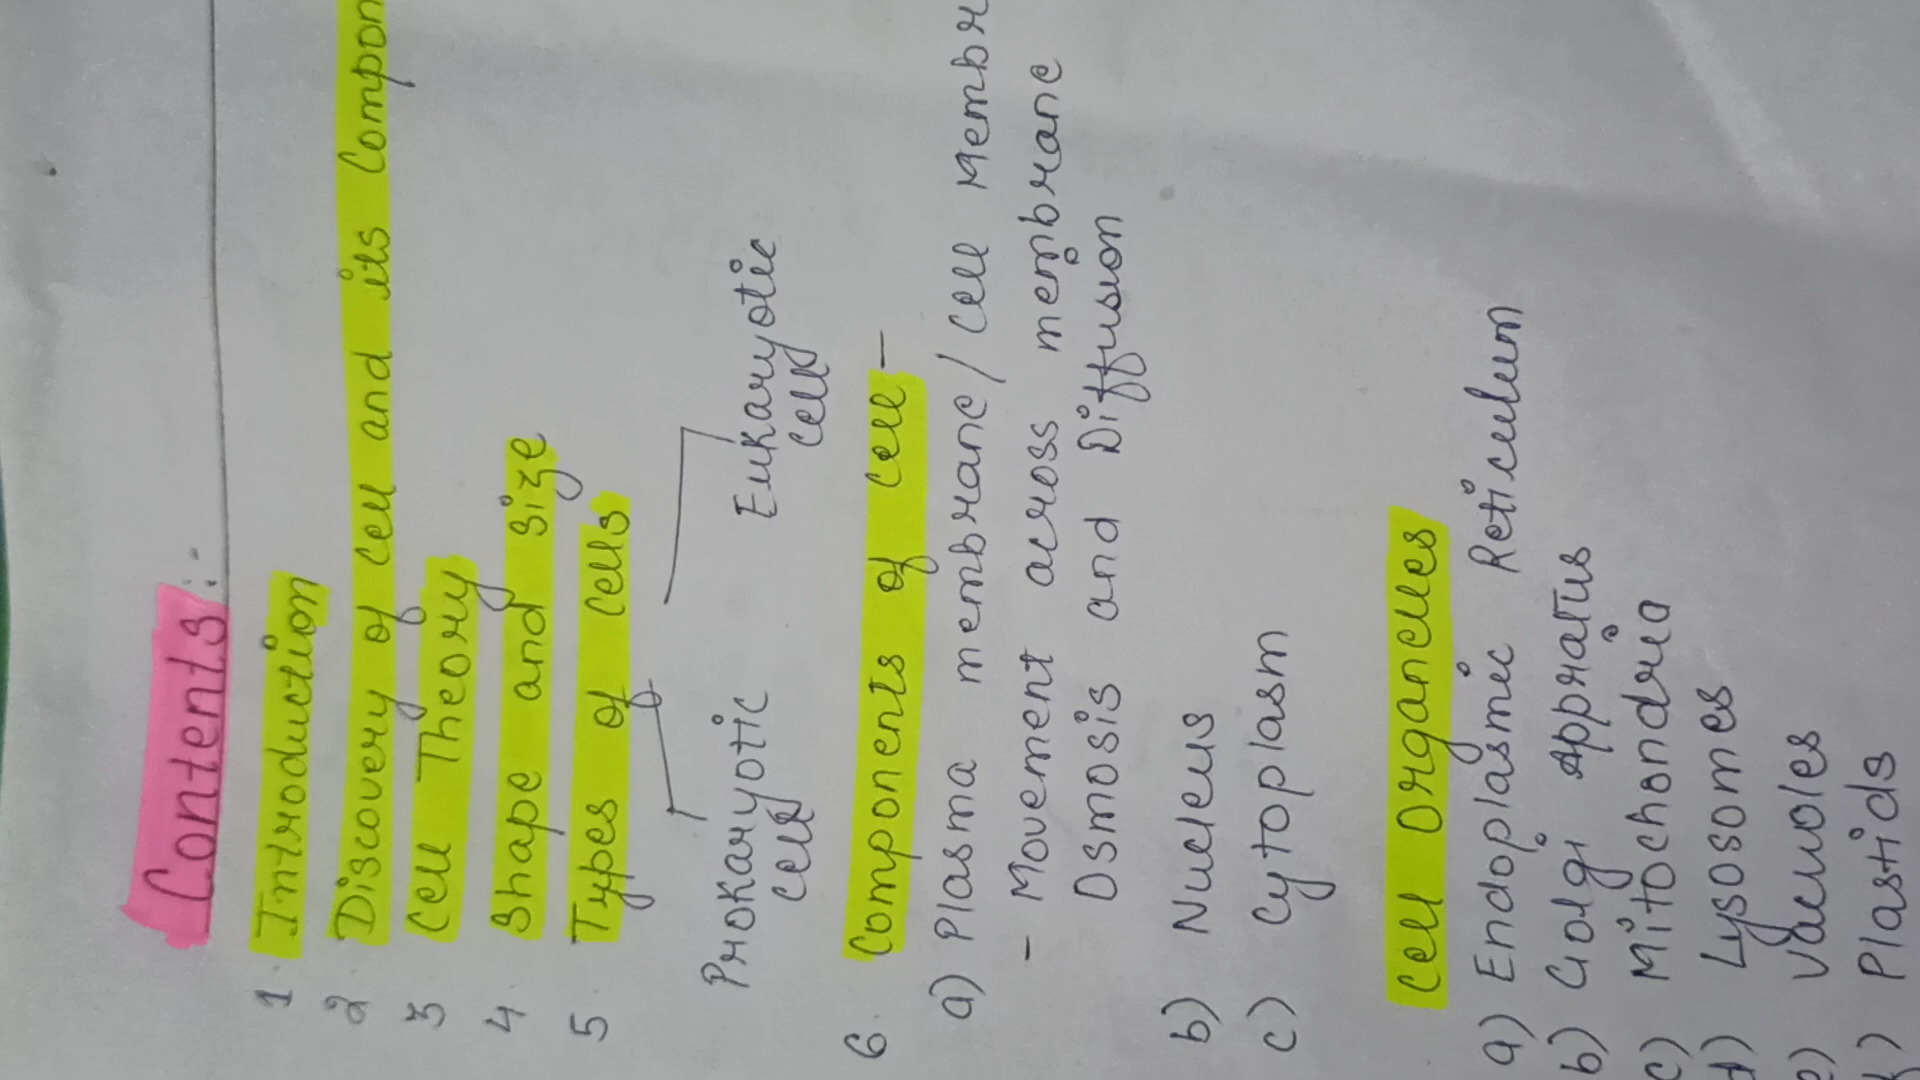 Contents :-
1. Introduction
2 Discovery of cell and its
3 Cell Theory
4 Shape and size
5. Types of cells
Prokaryotic cell Eukaryotic cell
6. Components of cell -
a) Plasma membrane / Cell
- Movement across membrane
Osmosis and Diffusion
b) Nucleus
c) Cytoplasm
Cell Organelles
a) Endoplasmic Reticulum
b) Golgi Appratus
c) Mitochondria
d) Lysosomes
e) Vacuoles
) Plastids